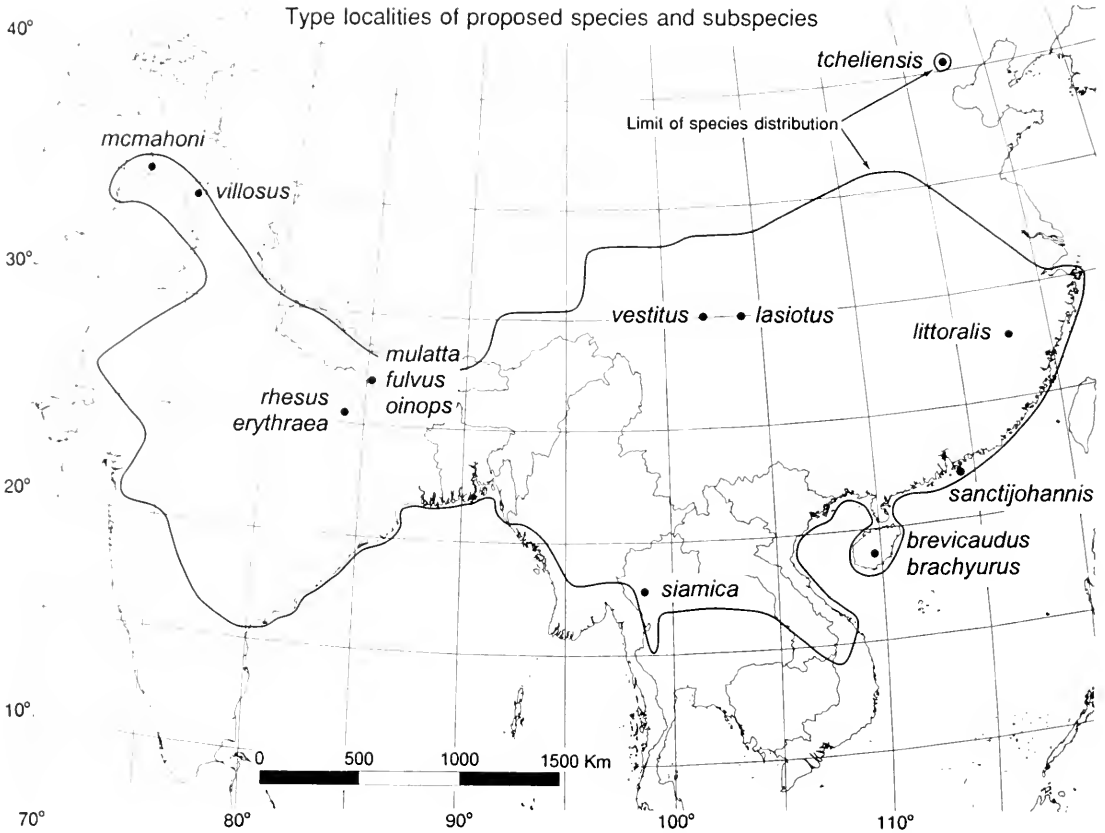 Type localities of proposed species and subspecies
40°
tcheliensis
Limit of species distribution
mcmahoni
villosus
30°
vestitus
lasiotus
littoralis
mulatta
fulvus
oinops
rhesus
erythraea
20°
sanctijohannis
brevicaudus
brachyurus
siamica
10°
0 500 1000 1500 Km
70° 80° 90° 100° 110°